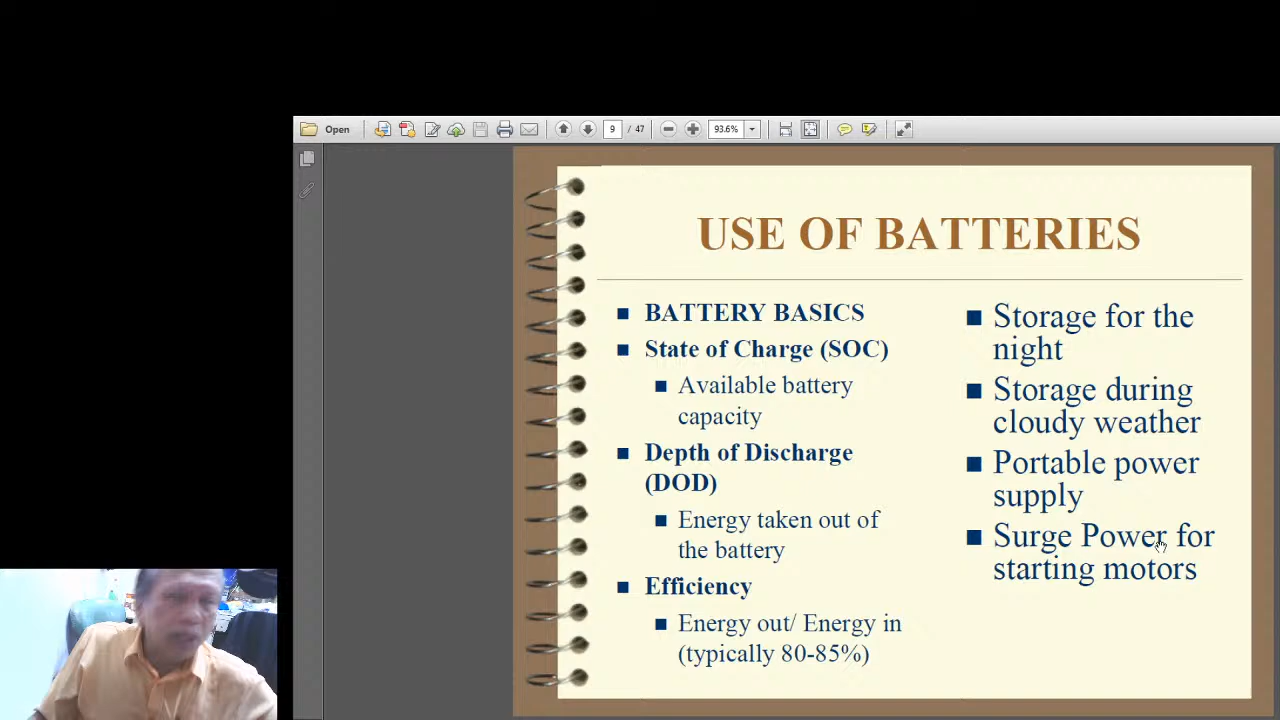 Open
9 / 47
93.6%
USE OF BATTERIES
BATTERY BASICS
State of Charge (SOC)
Available battery
capacity
Depth of Discharge
(DOD)
Energy taken out of
the battery
Efficiency
Energy out/ Energy in
(typically 80-85%)
Storage for the
night
Storage during
cloudy weather
Portable power
supply
Surge Power for
starting motors